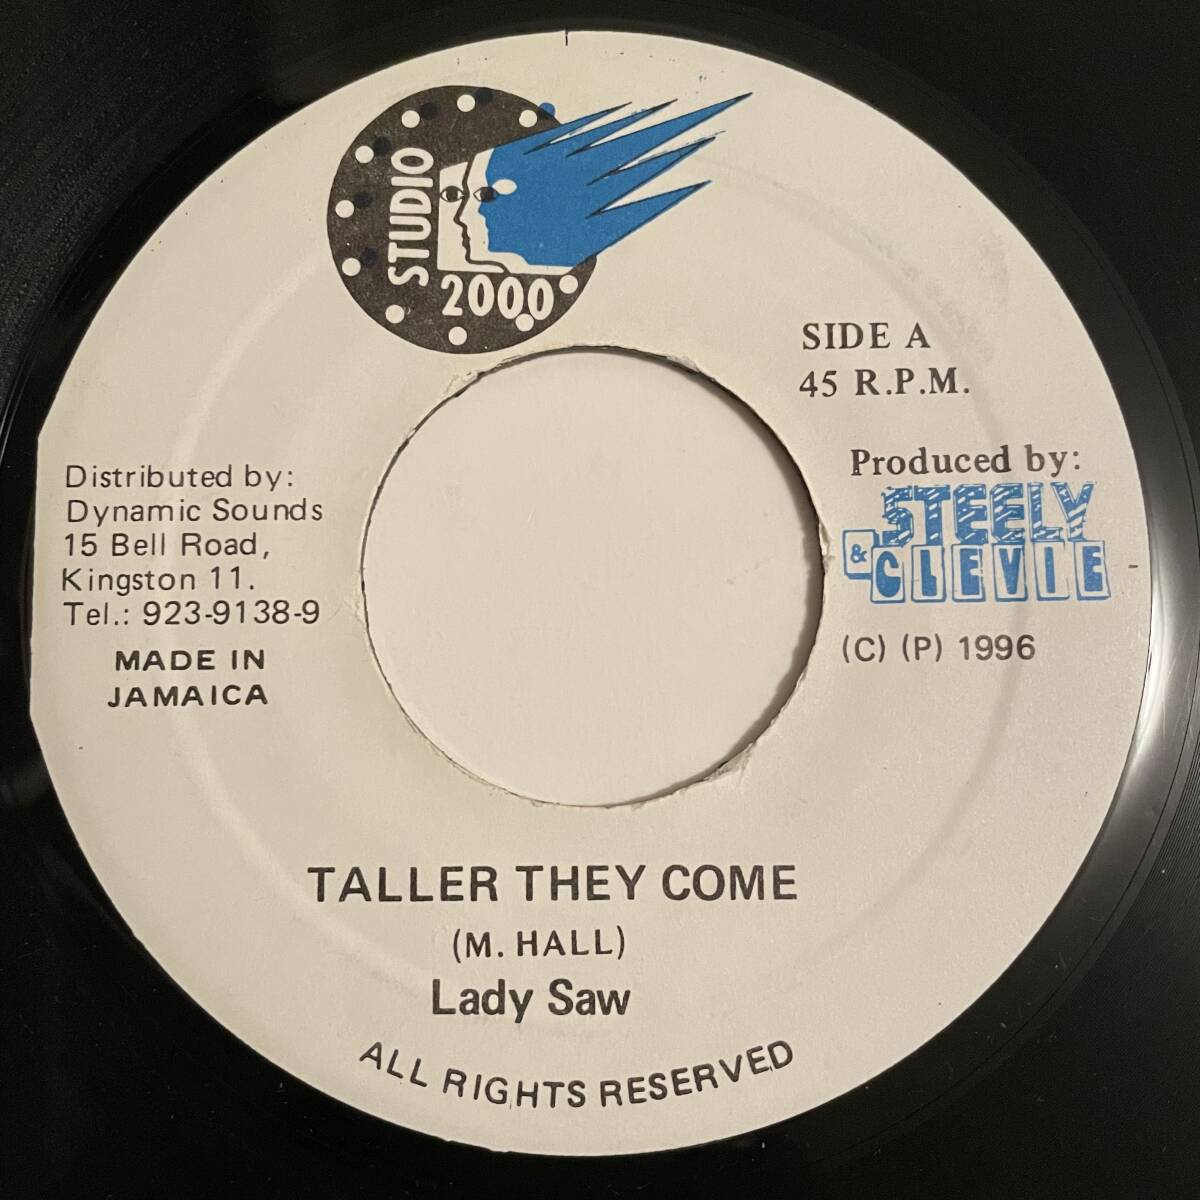 STUDIO
2000
SIDE A
45 R.P.M.
Produced by:
STEELY
& CLEVIE
(C) (P) 1996
Distributed by:
Dynamic Sounds
15 Bell Road,
Kingston 11.
Tel.: 923-9138-9
MADE IN
JAMAICA
TALLER THEY COME
(M. HALL)
Lady Saw
ALL RIGHTS RESERVED